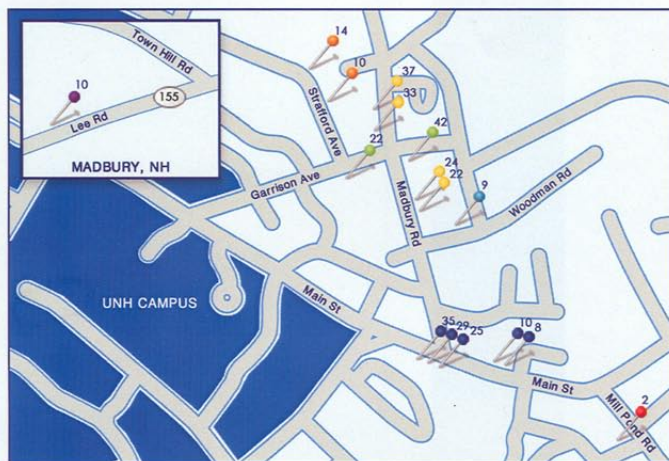 14
10
37
33
42
22
24
22
9
10
Town Hill Rd
155
Lee Rd
MADBURY, NH
Strafford Ave
Garrison Ave
Madbury Rd
Woodman Rd
UNH CAMPUS
Main St
35
29
25
10
8
Main St
Mill Pond Rd
2